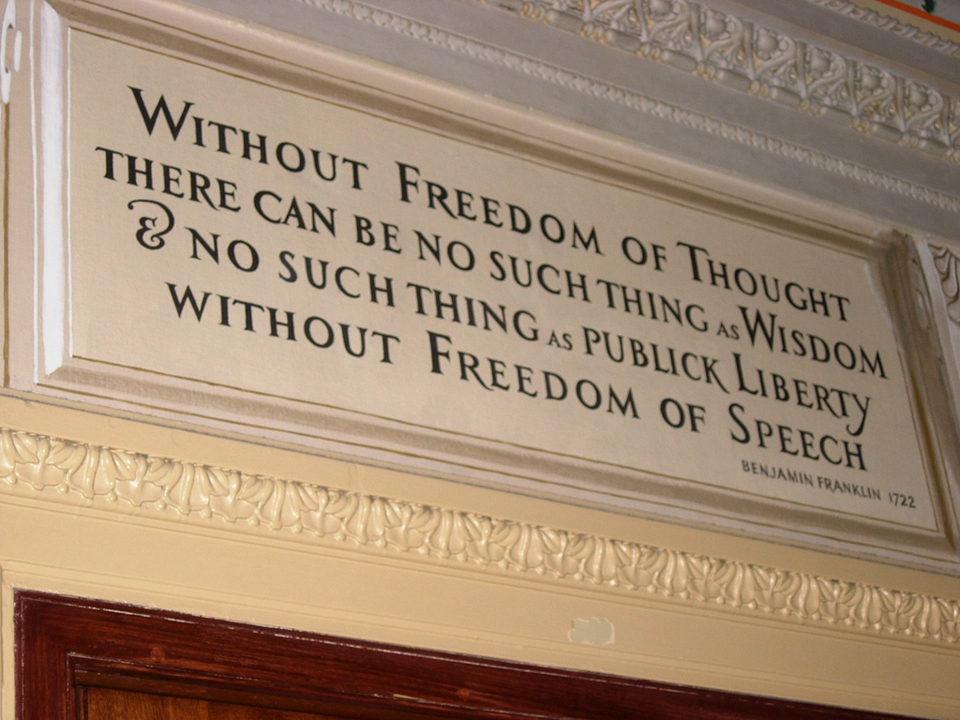 WITHOUT FREEDOM OF THOUGHT
THERE CAN BE NO SUCH THING AS WISDOM
& NO SUCH THING AS PUBLICK LIBERTY
WITHOUT FREEDOM OF SPEECH
BENJAMIN FRANKLIN 1722